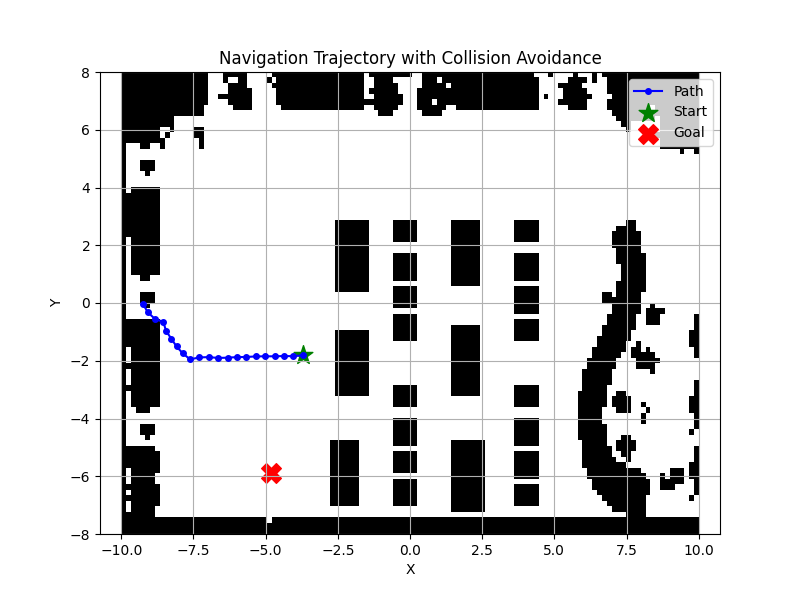 Navigation Trajectory with Collision Avoidance
Path
Start
Goal
8
6
4
2
0
−2
−4
−6
−8
Y
−10.0 −7.5 −5.0 −2.5 0.0 2.5 5.0 7.5 10.0
X